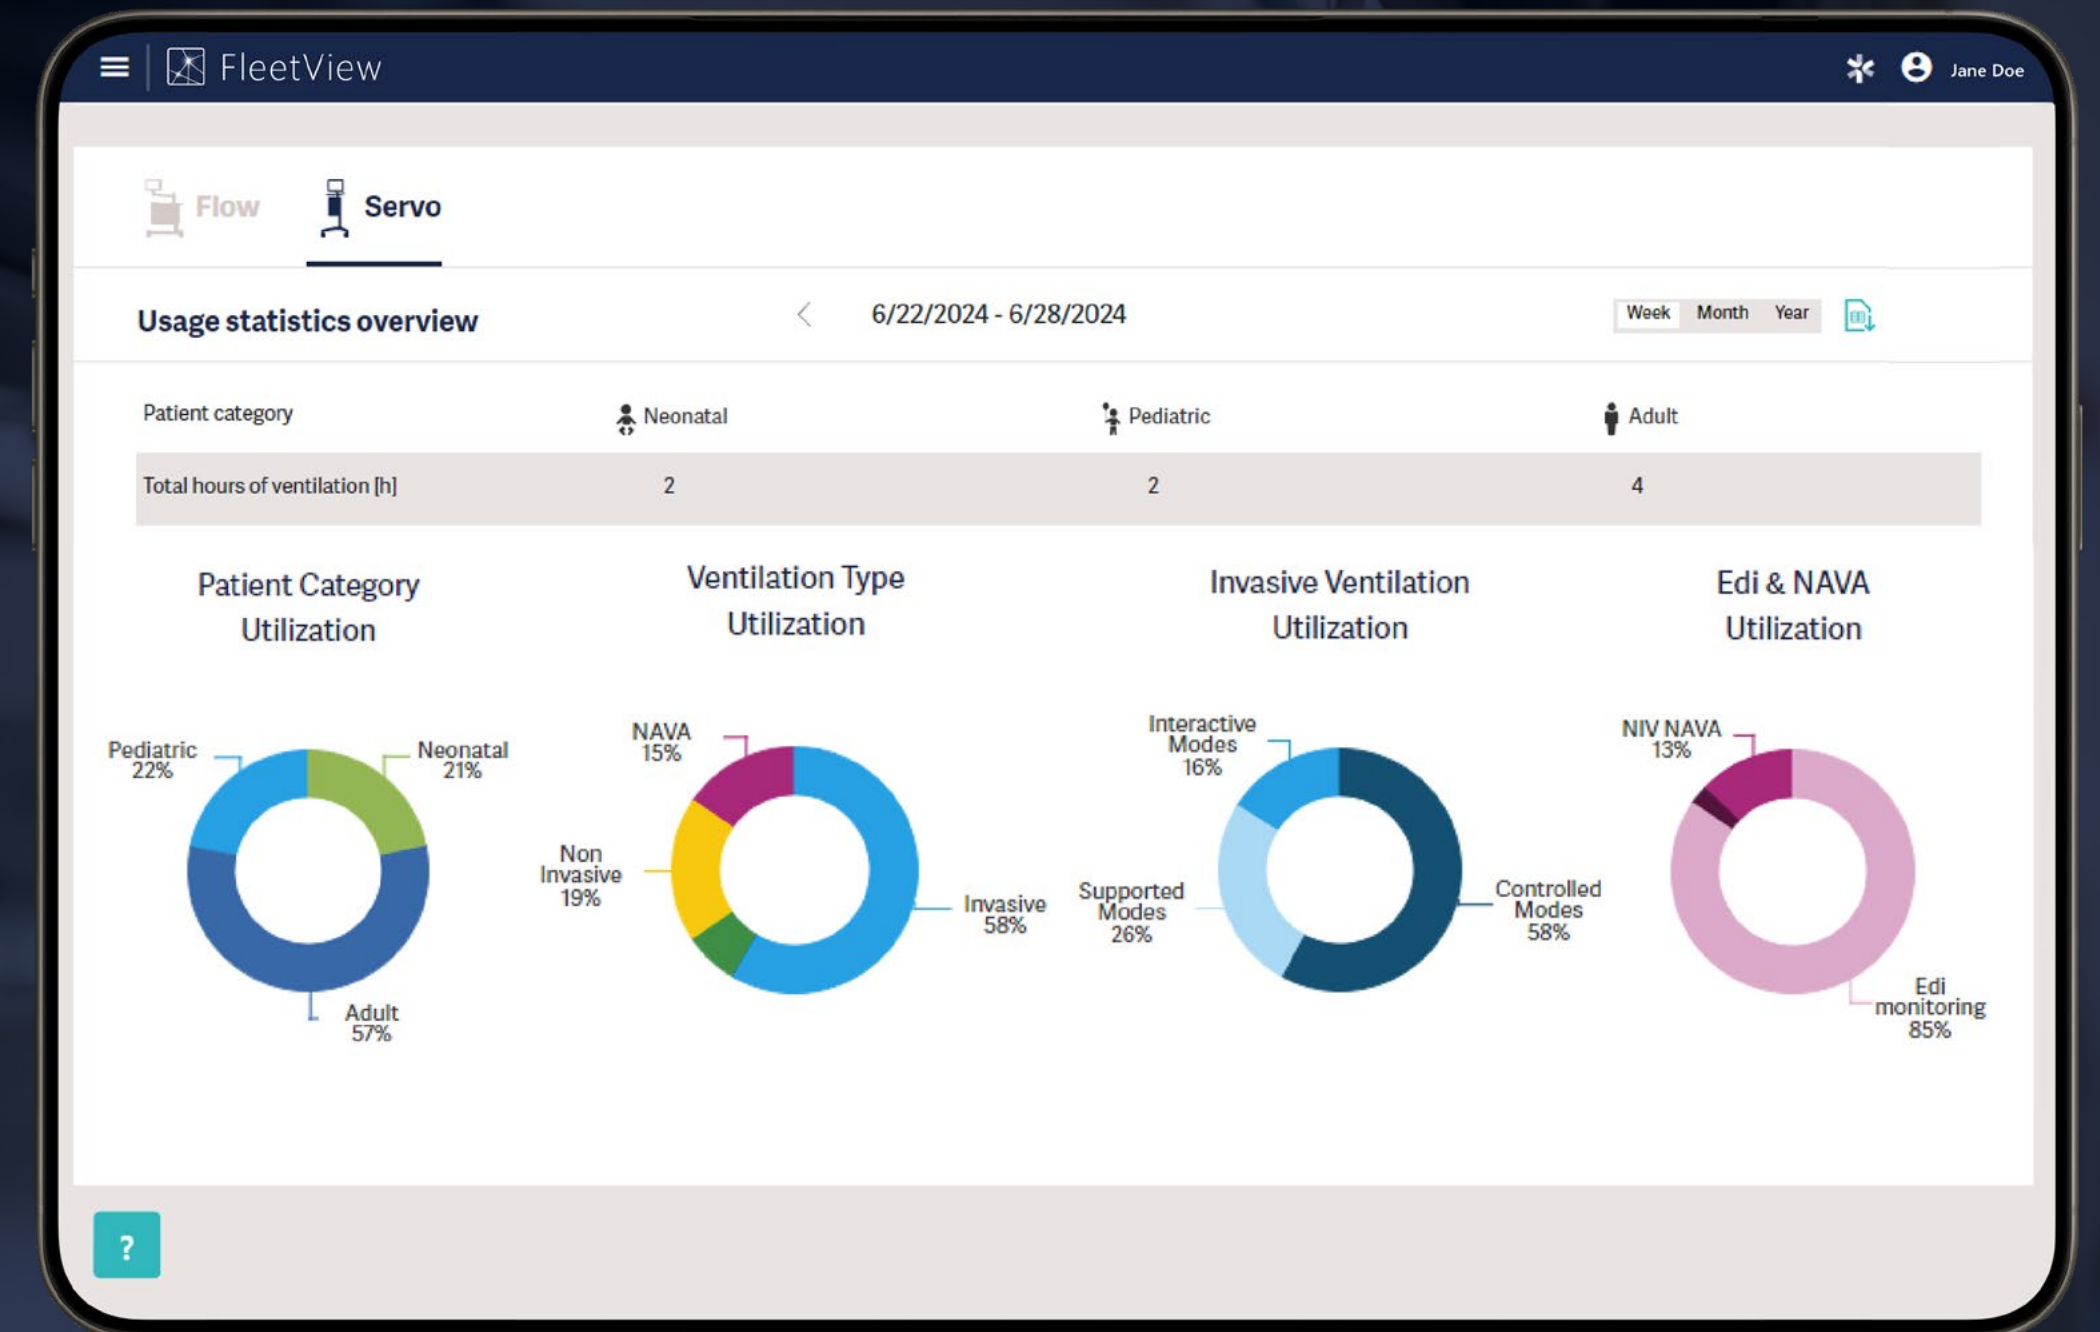 FleetView
Jane Doe
Flow
Servo
Usage statistics overview
6/22/2024 - 6/28/2024
Week Month Year
Patient category
Neonatal
Pediatric
Adult
Total hours of ventilation [h]
2
2
4
Patient Category
Utilization
Pediatric
22%
Neonatal
21%
Adult
57%
Ventilation Type
Utilization
NAVA
15%
Non
Invasive
19%
Invasive
58%
Invasive Ventilation
Utilization
Interactive
Modes
16%
Supported
Modes
26%
Controlled
Modes
58%
Edi & NAVA
Utilization
NIV NAVA
13%
Edi
monitoring
85%
?